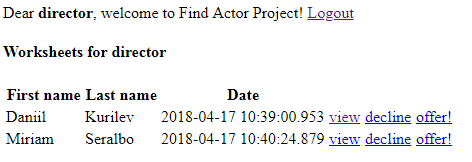 Dear director, welcome to Find Actor Project! Logout
Worksheets for director
First name Last name Date
Daniil Kurilev 2018-04-17 10:39:00.953 view decline offer!
Miriam Seralbo 2018-04-17 10:40:24.879 view decline offer!